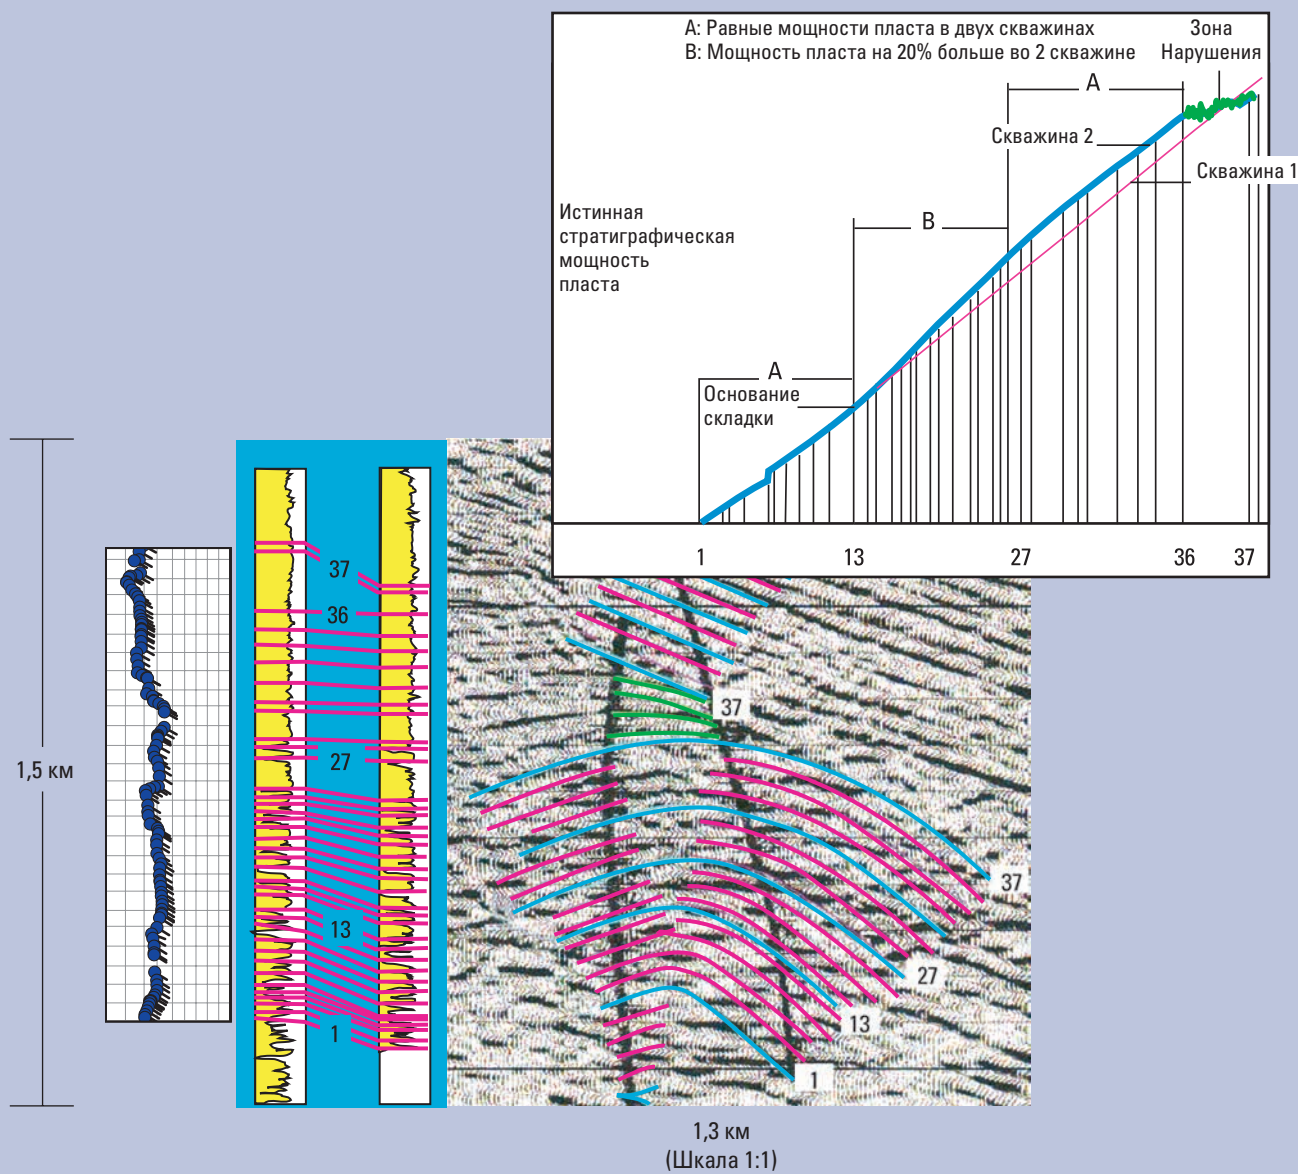 А: Равные мощности пласта в двух скважинах
В: Мощность пласта на 20% больше во 2 скважине
Зона
Нарушения
А
Скважина 2
Скважина 1
Истинная
стратиграфическая
мощность
пласта
В
А
Основание
складки
1 13 27 36 37
1,5 км
37
36
27
13
1
37
37
27
13
1
1,3 км
(Шкала 1:1)